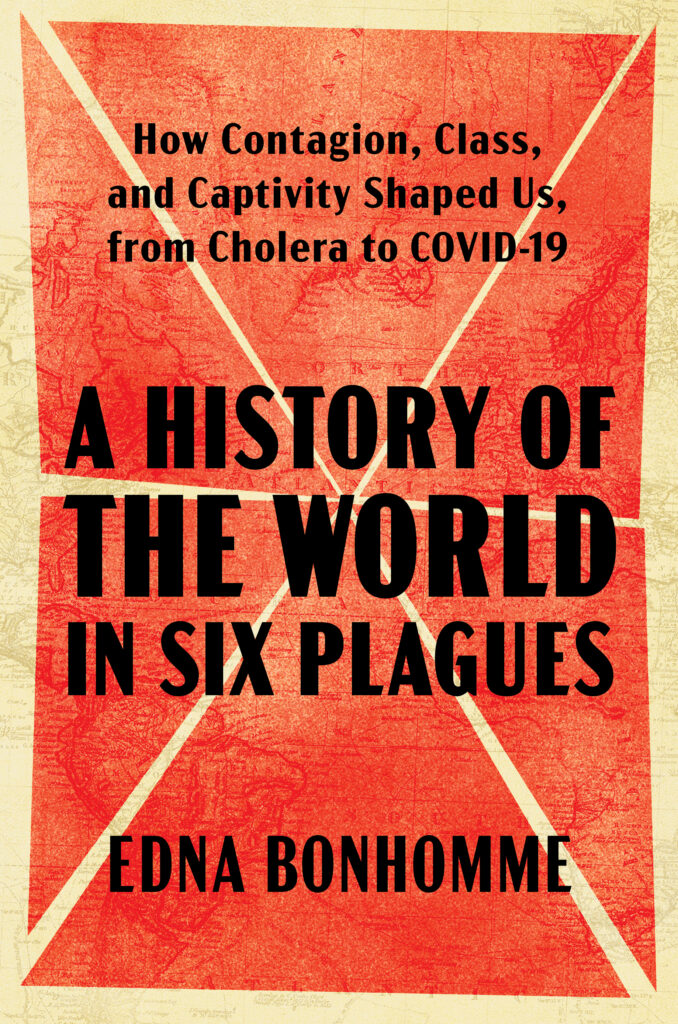 How Contagion, Class,
and Captivity Shaped Us,
from Cholera to COVID-19
A HISTORY OF
THE WORLD
IN SIX PLAGUES
EDNA BONHOMME